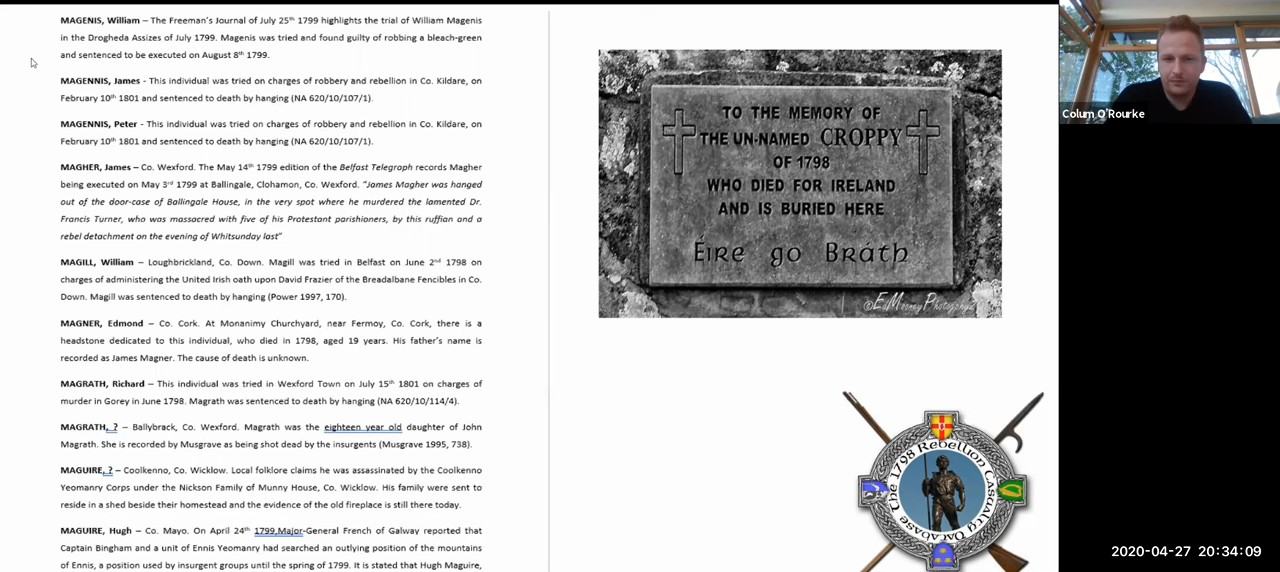 MAGENIS, William – The Freeman's Journal of July 25th 1799 highlights the trial of William Magenis
in the Drogheda Assizes of July 1799. Magenis was tried and found guilty of robbing a bleach-green
and sentenced to be executed on August 8th 1799.
MAGENNIS, James - This individual was tried on charges of robbery and rebellion in Co. Kildare, on
February 10th 1801 and sentenced to death by hanging (NA 620/10/107/1).
MAGENNIS, Peter - This individual was tried on charges of robbery and rebellion in Co. Kildare, on
February 10th 1801 and sentenced to death by hanging (NA 620/10/107/1).
MAGHER, James – Co. Wexford. The May 14th 1799 edition of the Belfast Telegraph records Magher
being executed on May 3rd 1799 at Ballingale, Clohamon, Co. Wexford. "James Magher was hanged
out of the door-case of Ballingale House, in the very spot where he murdered the lamented Dr.
Francis Turner, who was massacred with five of his Protestant parishioners, by this ruffian and a
rebel detachment on the evening of Whitsunday last"
MAGILL, William – Loughbrickland, Co. Down. Magill was tried in Belfast on June 2nd 1798 on
charges of administering the United Irish oath upon David Frazier of the Breadalbane Fencibles in Co.
Down. Magill was sentenced to death by hanging (Power 1997, 170).
MAGNER, Edmond – Co. Cork. At Monanimy Churchyard, near Fermoy, Co. Cork, there is a
headstone dedicated to this individual, who died in 1798, aged 19 years. His father's name is
recorded as James Magner. The cause of death is unknown.
MAGRATH, Richard – This individual was tried in Wexford Town on July 15th 1801 on charges of
murder in Gorey in June 1798. Magrath was sentenced to death by hanging (NA 620/10/114/4).
MAGRATH, ? – Ballybrack, Co. Wexford. Magrath was the eighteen year old daughter of John
Magrath. She is recorded by Musgrave as being shot dead by the insurgents (Musgrave 1995, 738).
MAGUIRE, ? – Coolkenno, Co. Wicklow. Local folklore claims he was assassinated by the Coolkenno
Yeomanry Corps under the Nickson Family of Munny House, Co. Wicklow. His family were sent to
reside in a shed beside their homestead and the evidence of the old fireplace is still there today.
MAGUIRE, Hugh – Co. Mayo. On April 24th 1799,Major-General French of Galway reported that
Captain Bingham and a unit of Ennis Yeomanry had searched an outlying position of the mountains
of Ennis, a position used by insurgent groups until the spring of 1799. It is stated that Hugh Maguire,
TO THE MEMORY OF
THE UN-NAMED CROPPY
OF 1798
WHO DIED FOR IRELAND
AND IS BURIED HERE
Éire go Bráth
The 1798 Rebellion Casualty Database
Colum O'Rourke
2020-04-27 20:34:09